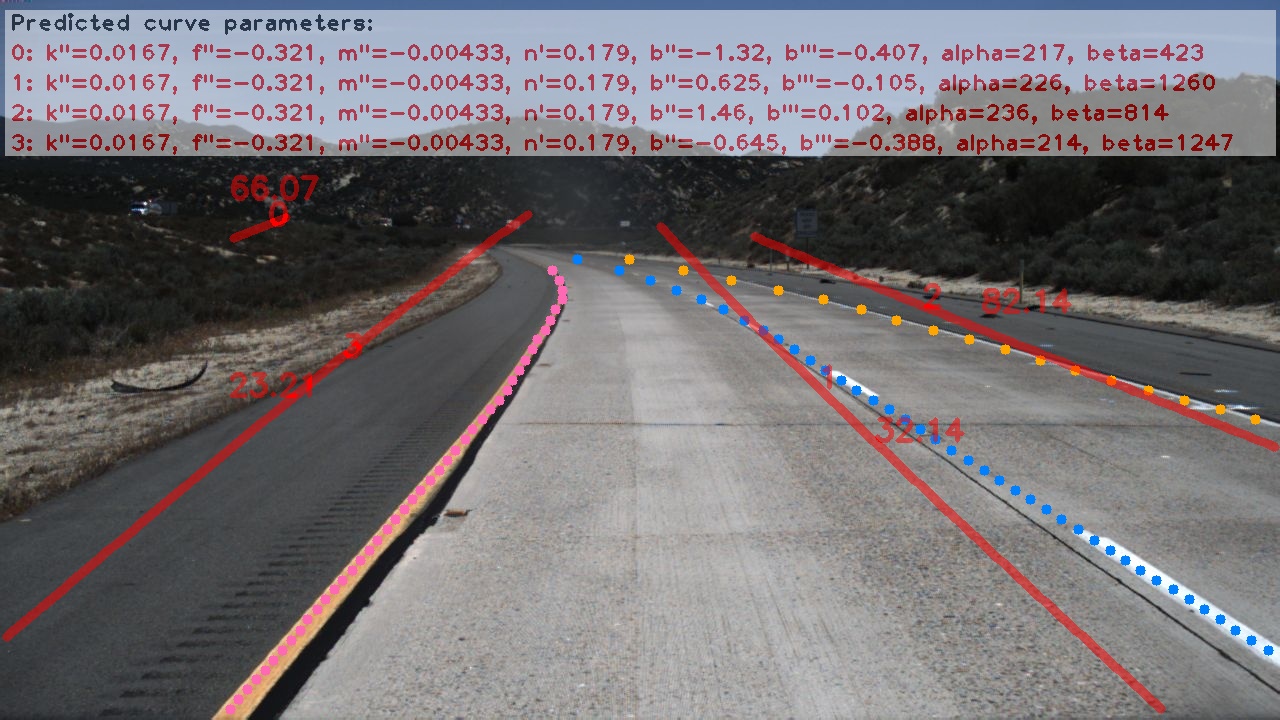 Predicted curve parameters:
0: k''=0.0167, f''=−0.321, m''=−0.00433, n'=0.179, b''=−1.32, b'''=−0.407, alpha=217, beta=423
1: k''=0.0167, f''=−0.321, m''=−0.00433, n'=0.179, b''=0.625, b'''=−0.105, alpha=226, beta=1260
2: k''=0.0167, f''=−0.321, m''=−0.00433, n'=0.179, b''=1.46, b'''=0.102, alpha=236, beta=814
3: k''=0.0167, f''=−0.321, m''=−0.00433, n'=0.179, b''=−0.645, b'''=−0.388, alpha=214, beta=1247
66.07
0
2 82.14
3
23.21
1
32.14